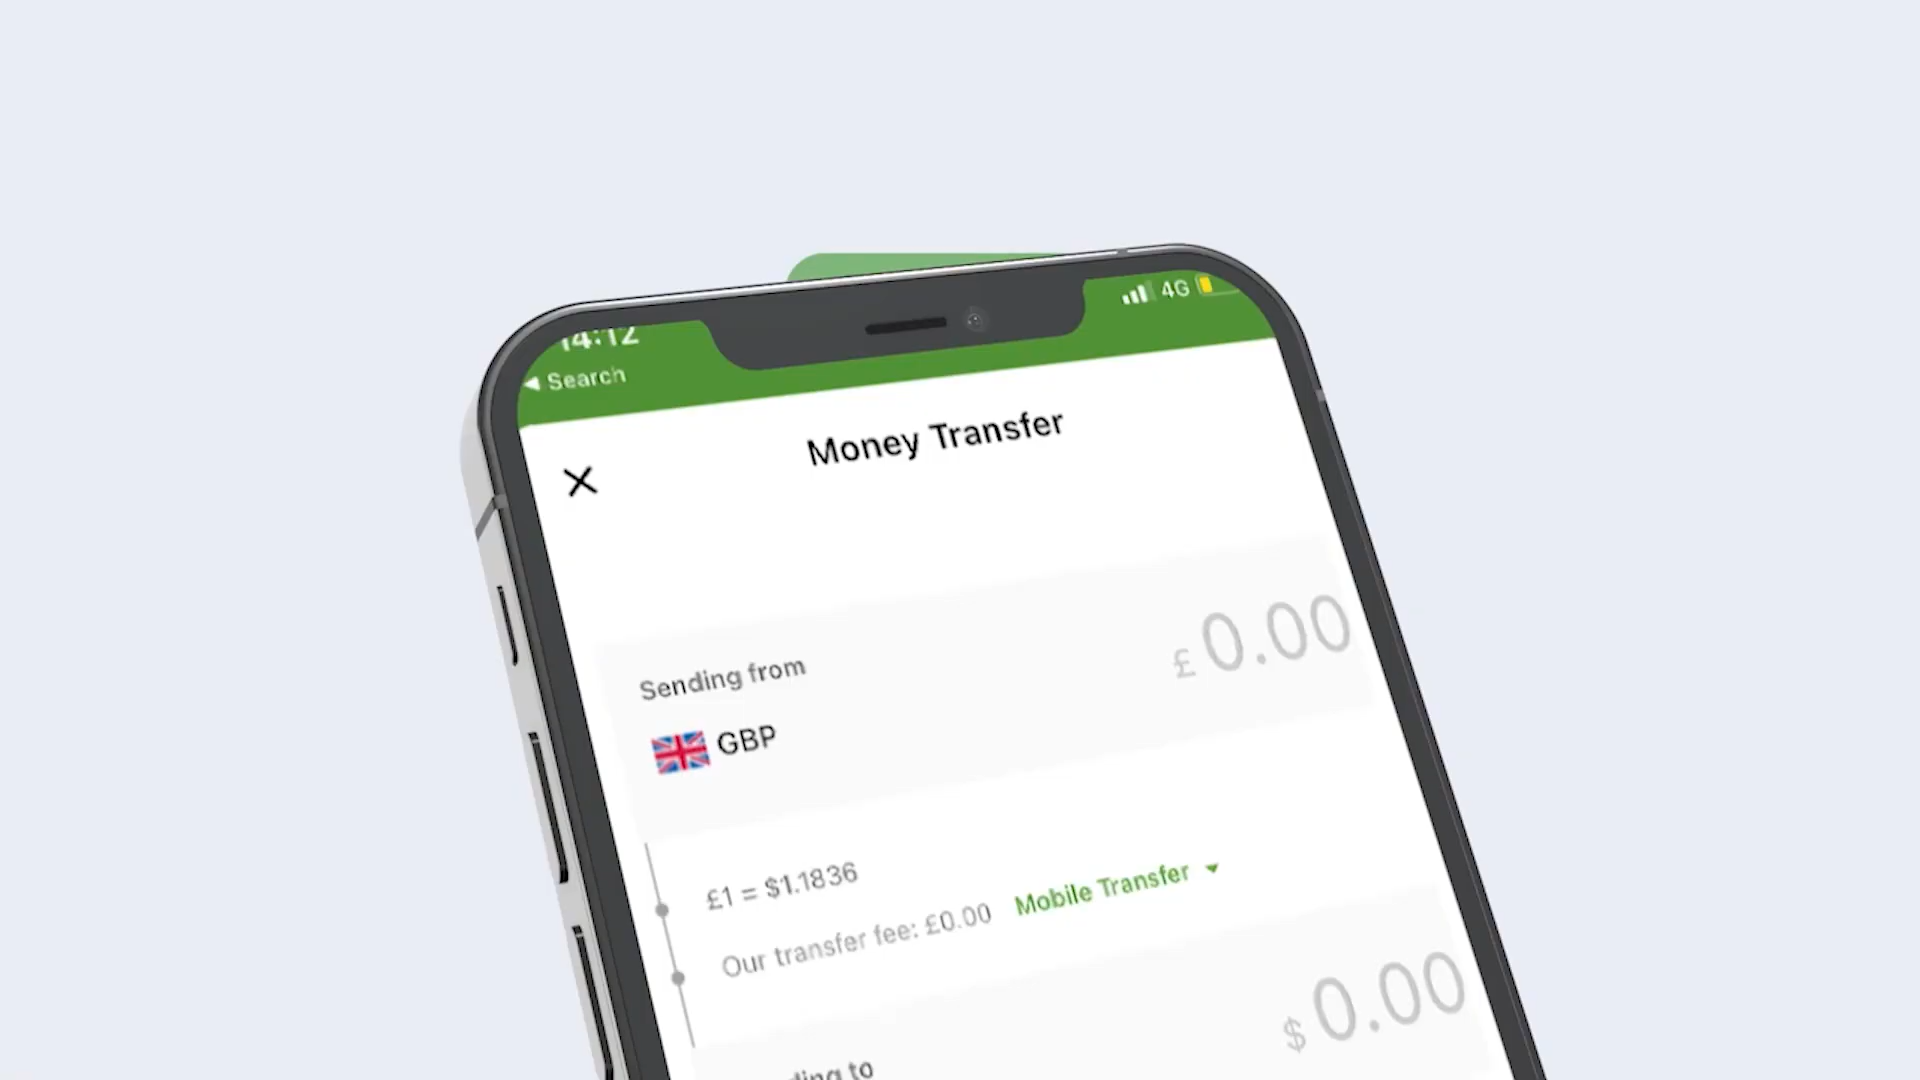 14:12
4G
◀ Search
Money Transfer
Sending from
£ 0.00
GBP
£1 = $1.1836
Our transfer fee: £0.00 Mobile Transfer
$ 0.00
to